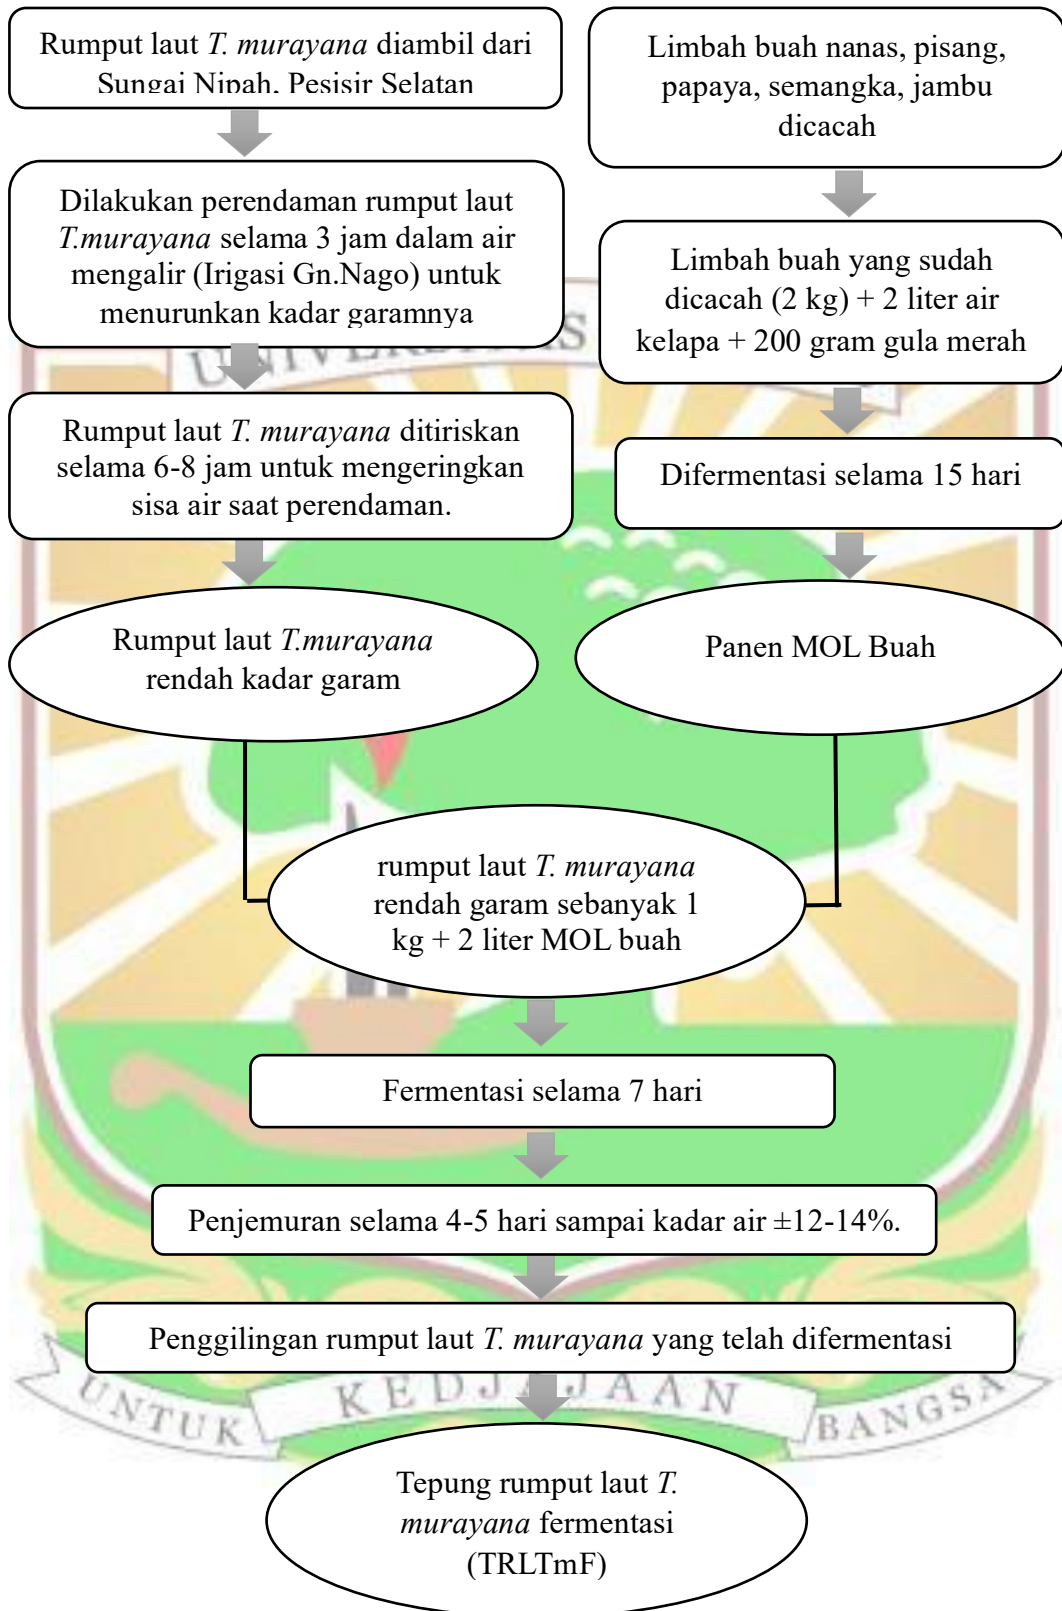 Rumput laut T. murayana diambil dari
Sungai Nipah, Pesisir Selatan
Dilakukan perendaman rumput laut
T.murayana selama 3 jam dalam air
mengalir (Irigasi Gn.Nago) untuk
menurunkan kadar garamnya
Rumput laut T. murayana ditiriskan
selama 6-8 jam untuk mengeringkan
sisa air saat perendaman.
Rumput laut T.murayana
rendah kadar garam
Limbah buah nanas, pisang,
papaya, semangka, jambu
dicacah
Limbah buah yang sudah
dicacah (2 kg) + 2 liter air
kelapa + 200 gram gula merah
Difermentasi selama 15 hari
Panen MOL Buah
rumput laut T. murayana
rendah garam sebanyak 1
kg + 2 liter MOL buah
Fermentasi selama 7 hari
Penjemuran selama 4-5 hari sampai kadar air ±12-14%.
Penggilingan rumput laut T. murayana yang telah difermentasi
Tepung rumput laut T.
murayana fermentasi
(TRLTmF)
UNTUK KEDJAJAAN BANGSA